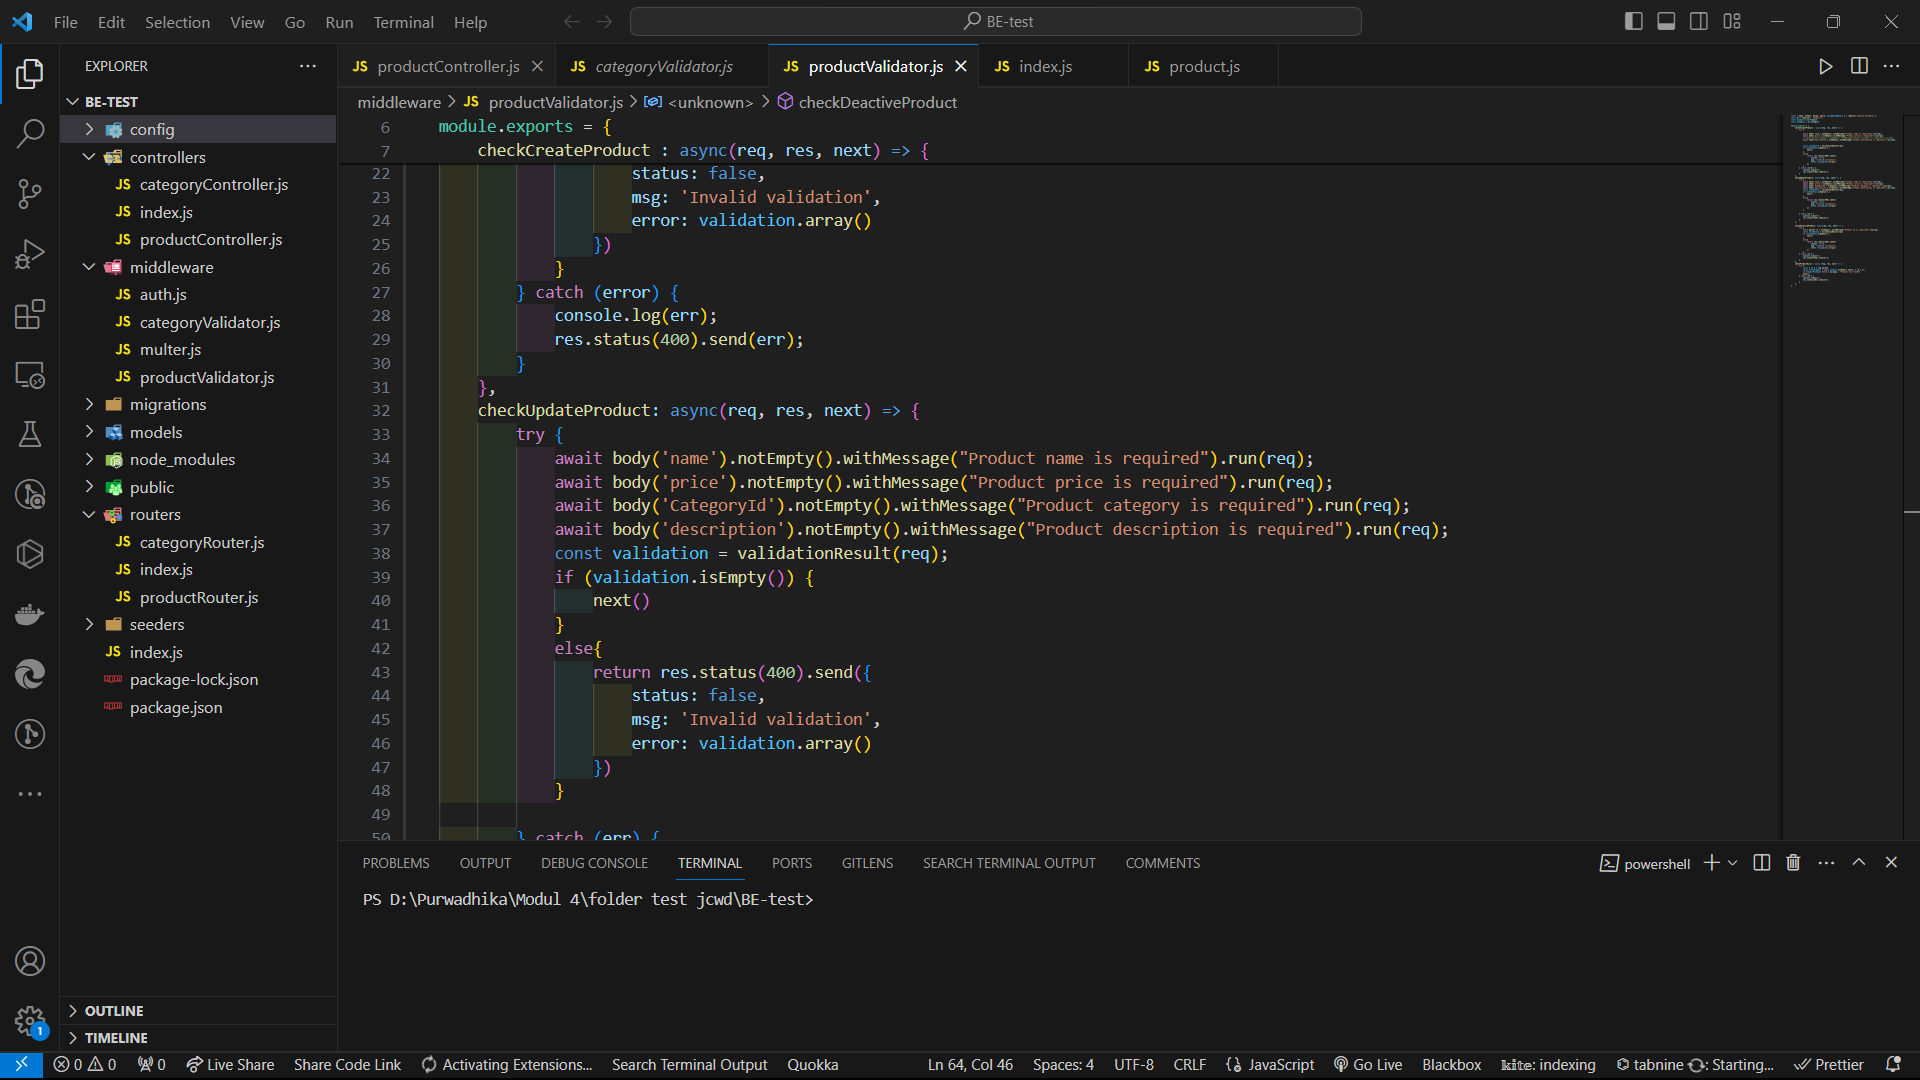 File Edit Selection View Go Run Terminal Help
BE-test
EXPLORER
BE-TEST
config
controllers
JS categoryController.js
JS index.js
JS productController.js
middleware
JS auth.js
JS categoryValidator.js
JS multer.js
JS productValidator.js
migrations
models
node_modules
public
routers
JS categoryRouter.js
JS index.js
JS productRouter.js
seeders
JS index.js
package-lock.json
package.json
OUTLINE
TIMELINE
JS productController.js JS categoryValidator.js JS productValidator.js JS index.js JS product.js
middleware > JS productValidator.js > <unknown> > checkDeactiveProduct
6 module.exports = {
7 checkCreateProduct : async(req, res, next) => {
22 status: false,
23 msg: 'Invalid validation',
24 error: validation.array()
25 })
26 }
27 } catch (error) {
28 console.log(err);
29 res.status(400).send(err);
30 }
31 },
32 checkUpdateProduct: async(req, res, next) => {
33 try {
34 await body('name').notEmpty().withMessage("Product name is required").run(req);
35 await body('price').notEmpty().withMessage("Product price is required").run(req);
36 await body('CategoryId').notEmpty().withMessage("Product category is required").run(req);
37 await body('description').notEmpty().withMessage("Product description is required").run(req);
38 const validation = validationResult(req);
39 if (validation.isEmpty()) {
40 next()
41 }
42 else{
43 return res.status(400).send({
44 status: false,
45 msg: 'Invalid validation',
46 error: validation.array()
47 })
48 }
49
50 } catch (err) {
PROBLEMS OUTPUT DEBUG CONSOLE TERMINAL PORTS GITLENS SEARCH TERMINAL OUTPUT COMMENTS
powershell
PS D:\Purwadhika\Modul 4\folder test jcwd\BE-test>
1
0 0 0 Live Share Share Code Link Activating Extensions... Search Terminal Output Quokka Ln 64, Col 46 Spaces: 4 UTF-8 CRLF {} JavaScript Go Live Blackbox kite: indexing tabnine : Starting... Prettier